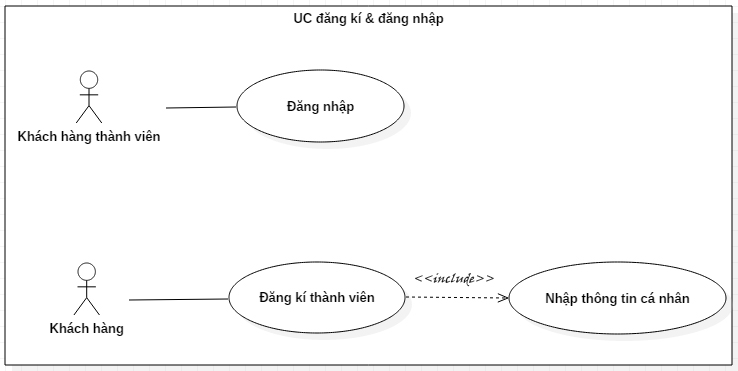 UC đăng kí & đăng nhập
Đăng nhập
Khách hàng thành viên
<<include>>
Đăng kí thành viên
Nhập thông tin cá nhân
Khách hàng